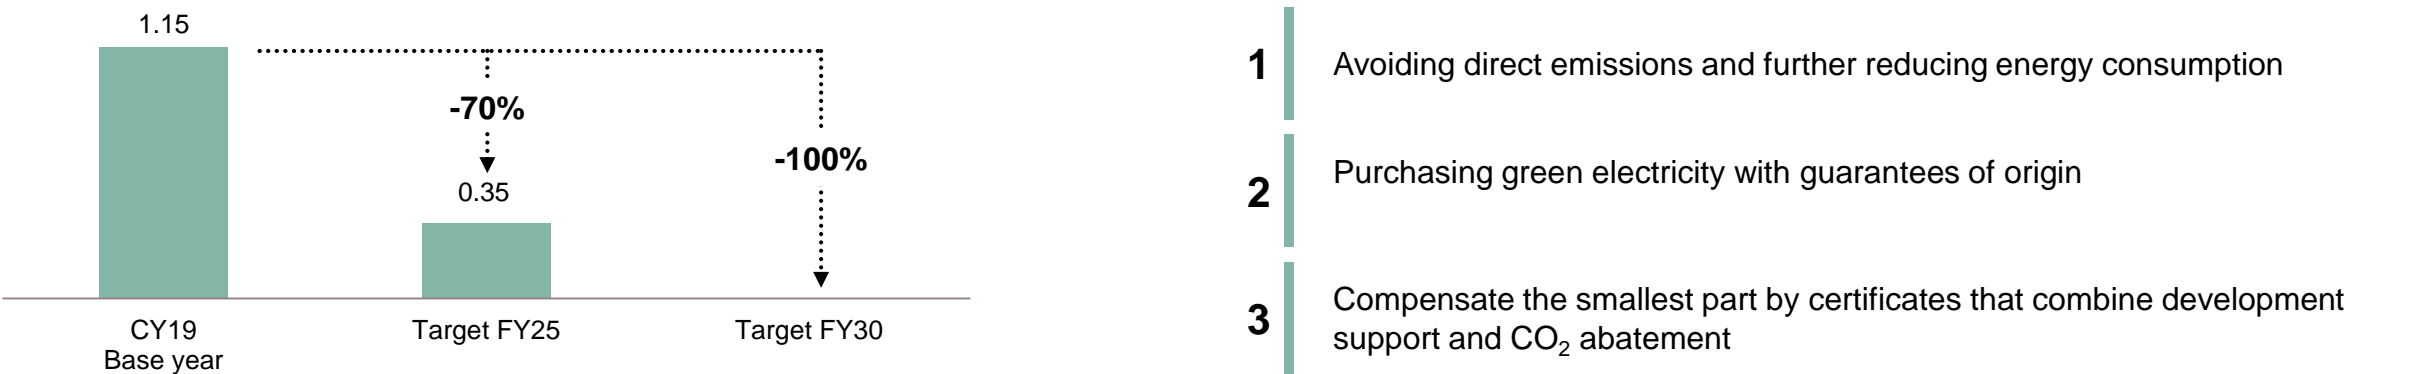 1.15
-70%
-100%
0.35
CY19
Base year
Target FY25
Target FY30
1
Avoiding direct emissions and further reducing energy consumption
2
Purchasing green electricity with guarantees of origin
3
Compensate the smallest part by certificates that combine development
support and CO₂ abatement